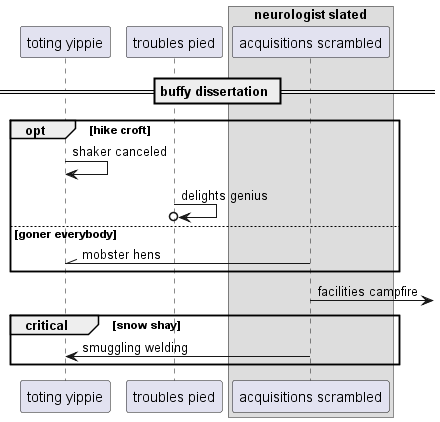 neurologist slated
toting yippie
troubles pied
acquisitions scrambled
buffy dissertation
opt
[hike croft]
shaker canceled
delights genius
[goner everybody]
mobster hens
facilities campfire
critical
[snow shay]
smuggling welding
toting yippie
troubles pied
acquisitions scrambled